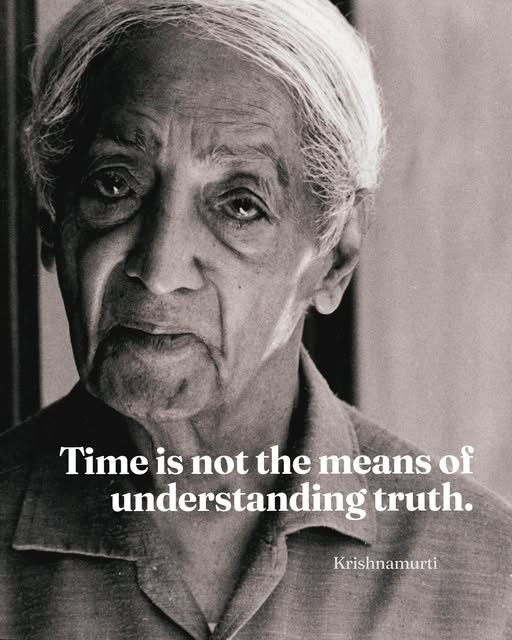 Time is not the means of
understanding truth.
Krishnamurti